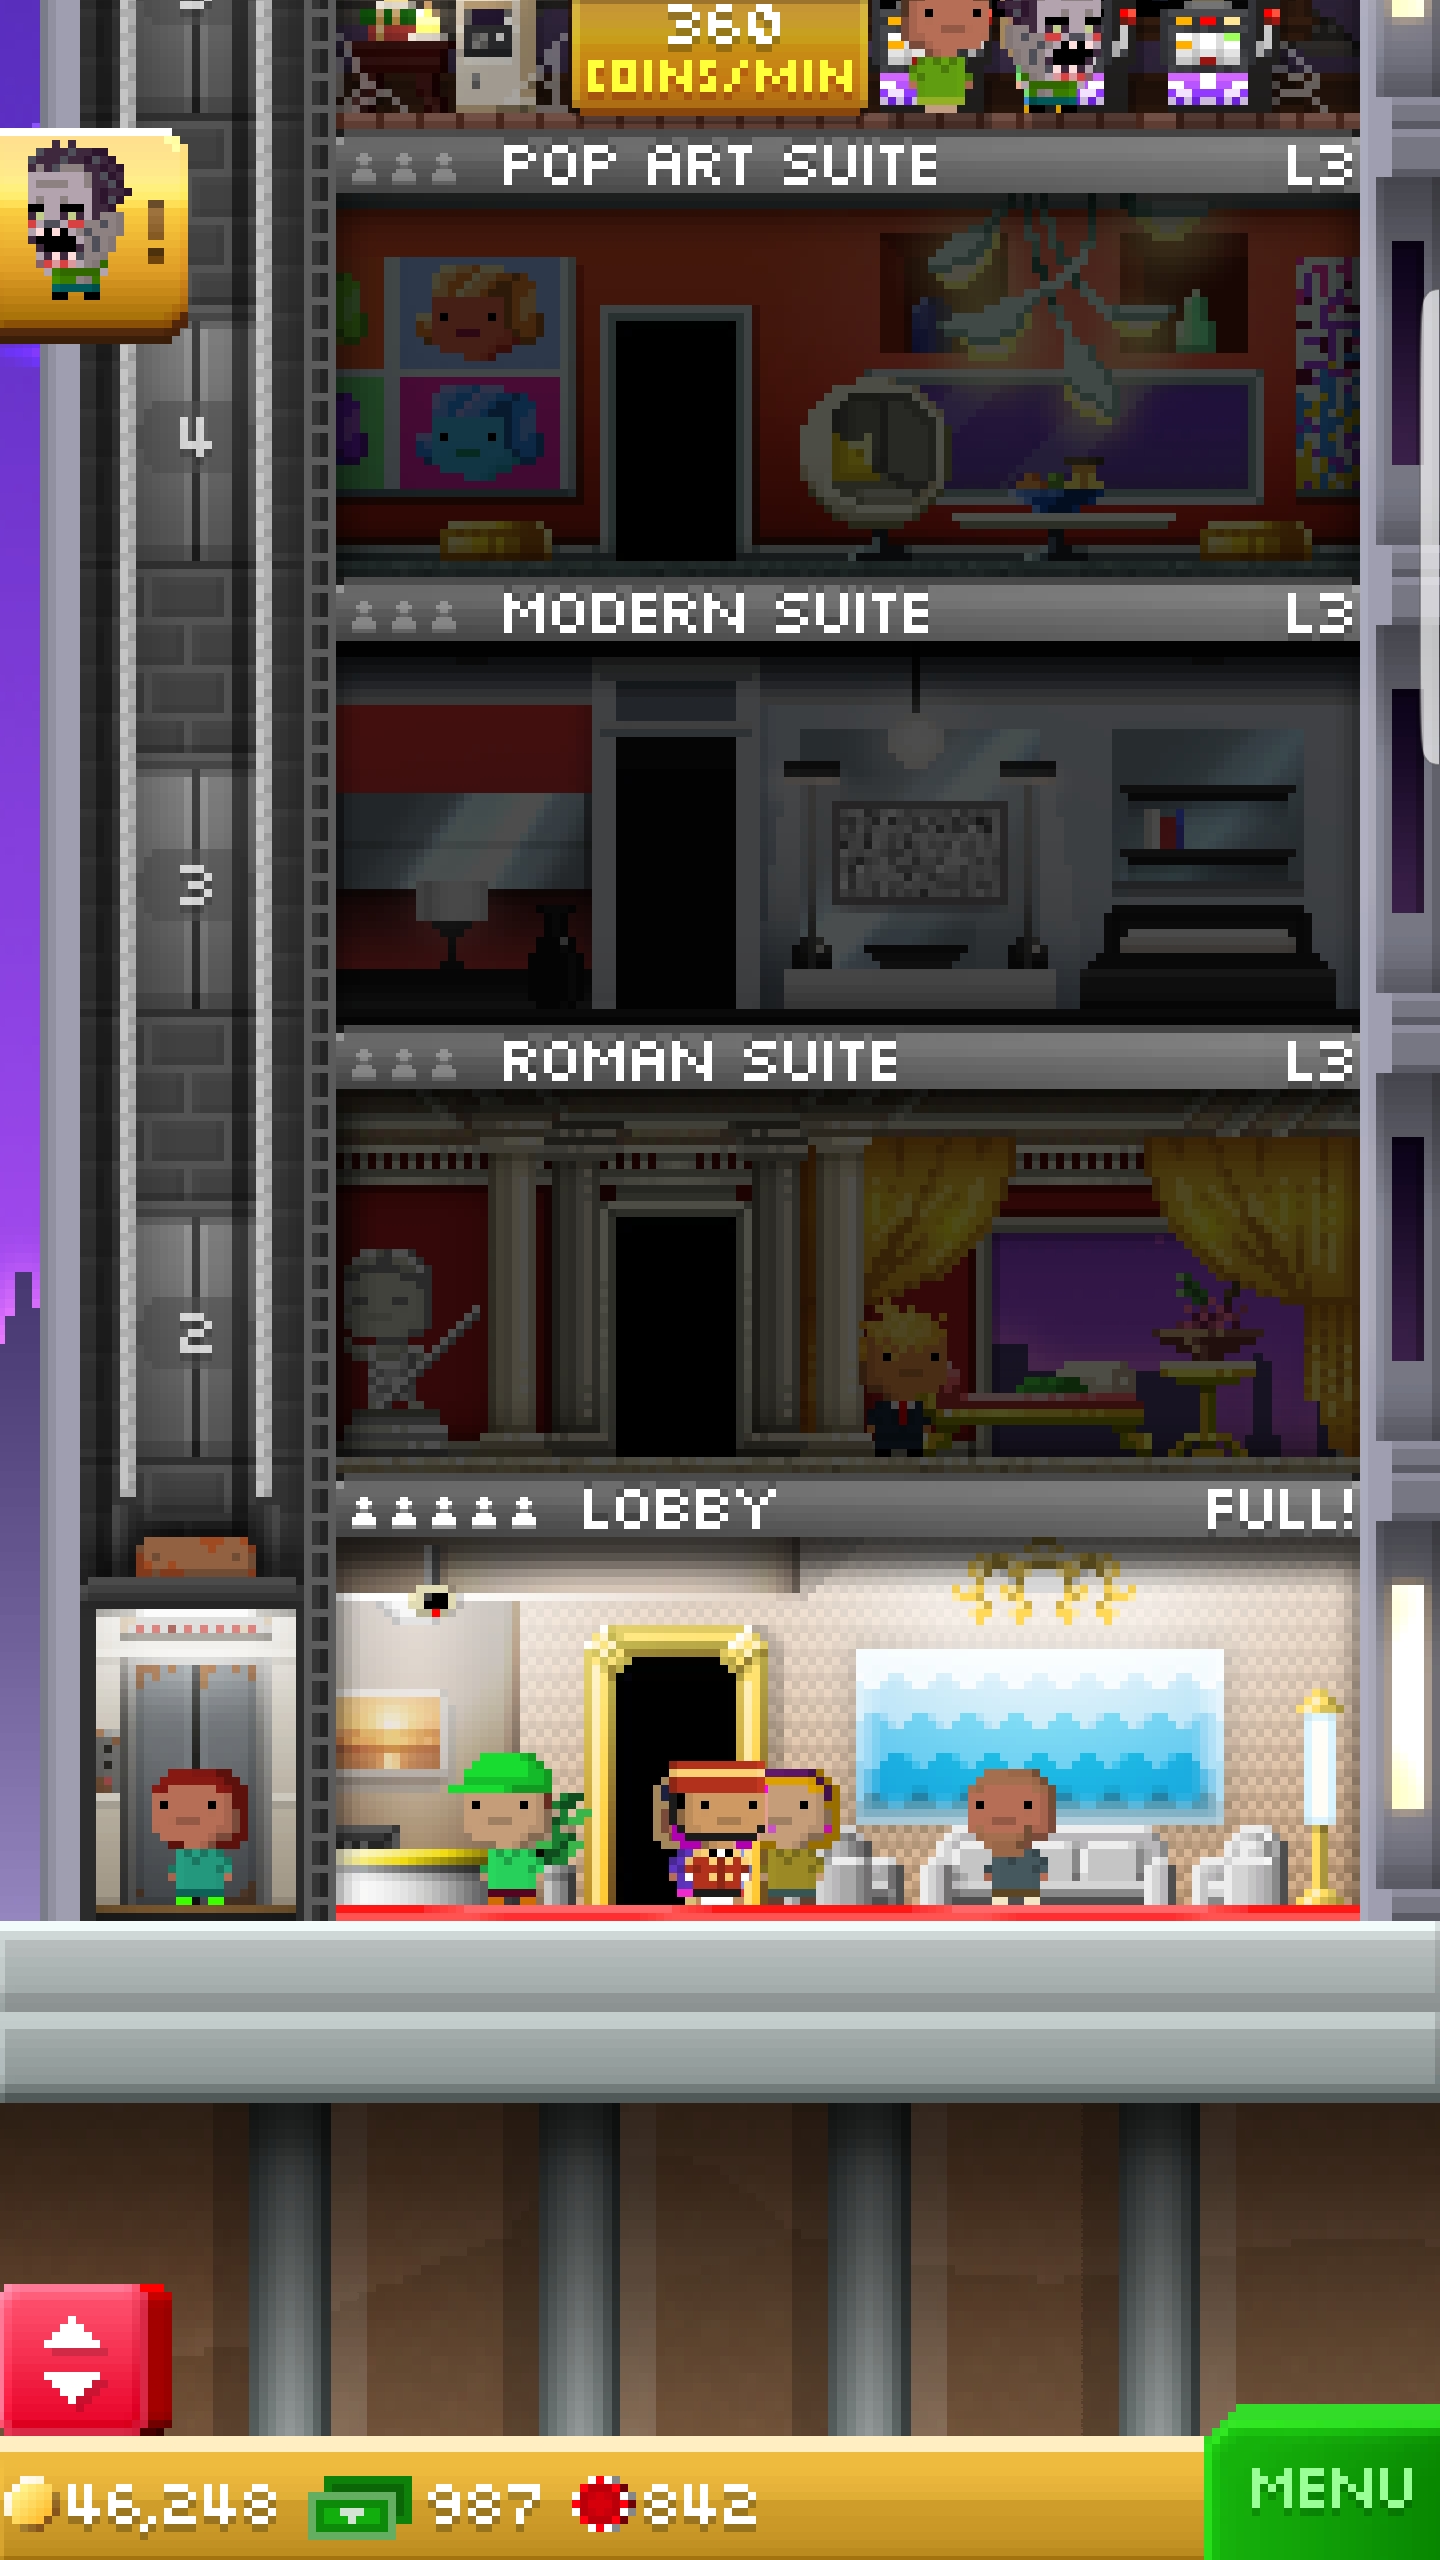 360
COINS/MIN
POP ART SUITE L3
!
4
MODERN SUITE L3
3
ROMAN SUITE L3
2
LOBBY FULL!
46,248 987 842
MENU